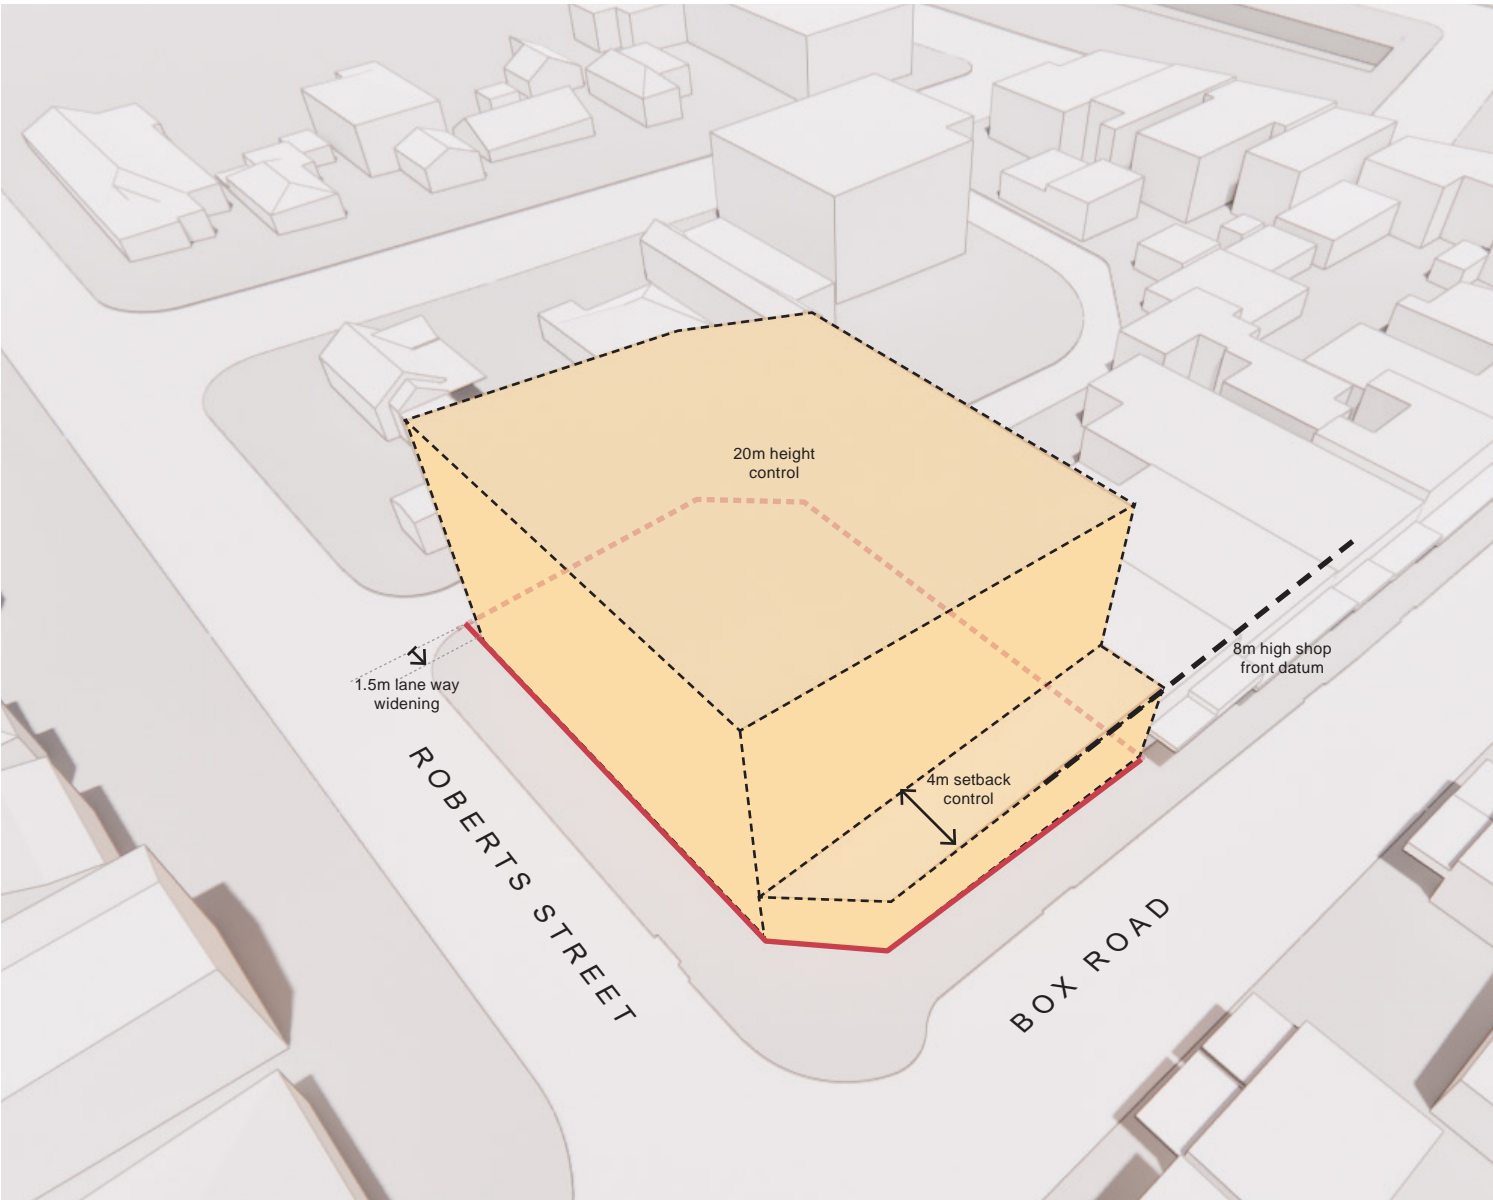 20m height
control
8m high shop
front datum
1.5m lane way
widening
4m setback
control
ROBERTS STREET
BOX ROAD